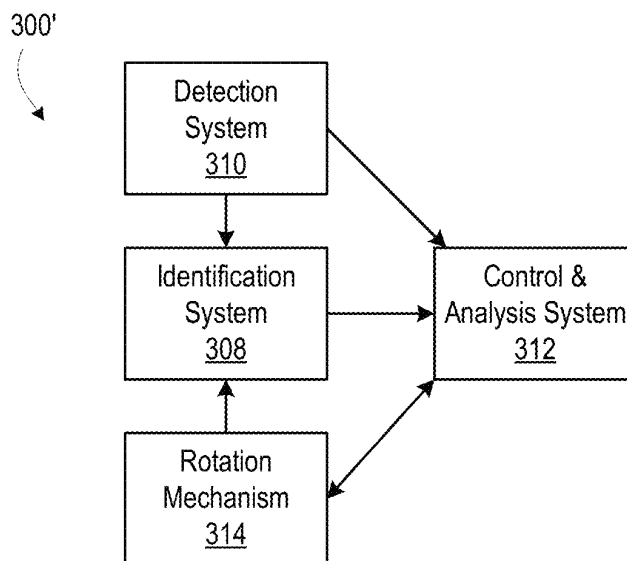 300'
Detection
System
310
Identification
System
308
Control &
Analysis System
312
Rotation
Mechanism
314